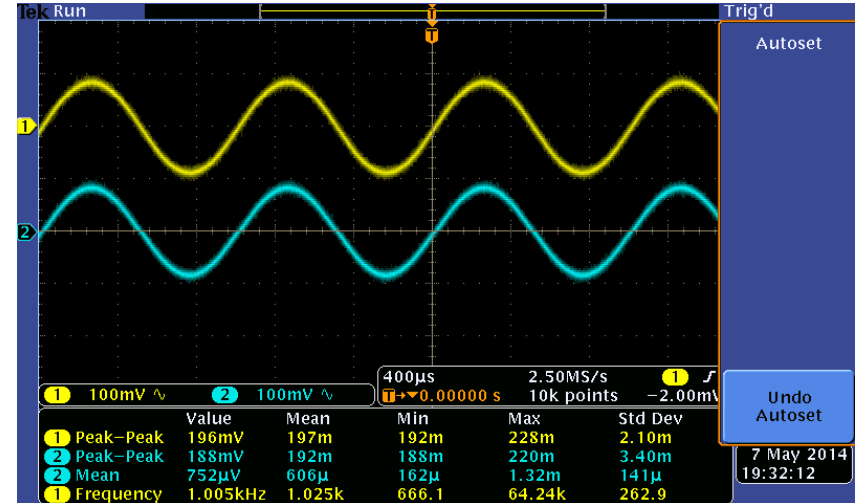 Tek Run Trig'd
T
T
Autoset
1
2
400µs 2.50MS/s 1
1 100mV 2 100mV T→▼0.00000 s 10k points −2.00mV
Undo
Autoset
Value Mean Min Max Std Dev
1 Peak−Peak 196mV 197m 192m 228m 2.10m
2 Peak−Peak 188mV 192m 188m 220m 3.40m
2 Mean 752µV 606µ 162µ 1.32m 141µ
1 Frequency 1.005kHz 1.025k 666.1 64.24k 262.9
7 May 2014
19:32:12